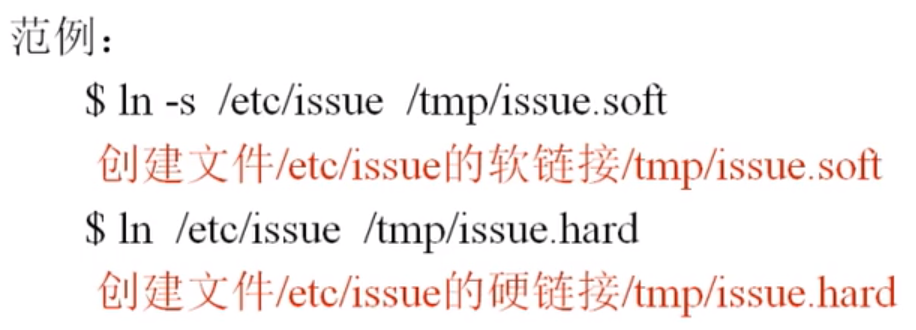 范例：
$ ln -s /etc/issue /tmp/issue.soft
创建文件/etc/issue的软链接/tmp/issue.soft
$ ln /etc/issue /tmp/issue.hard
创建文件/etc/issue的硬链接/tmp/issue.hard